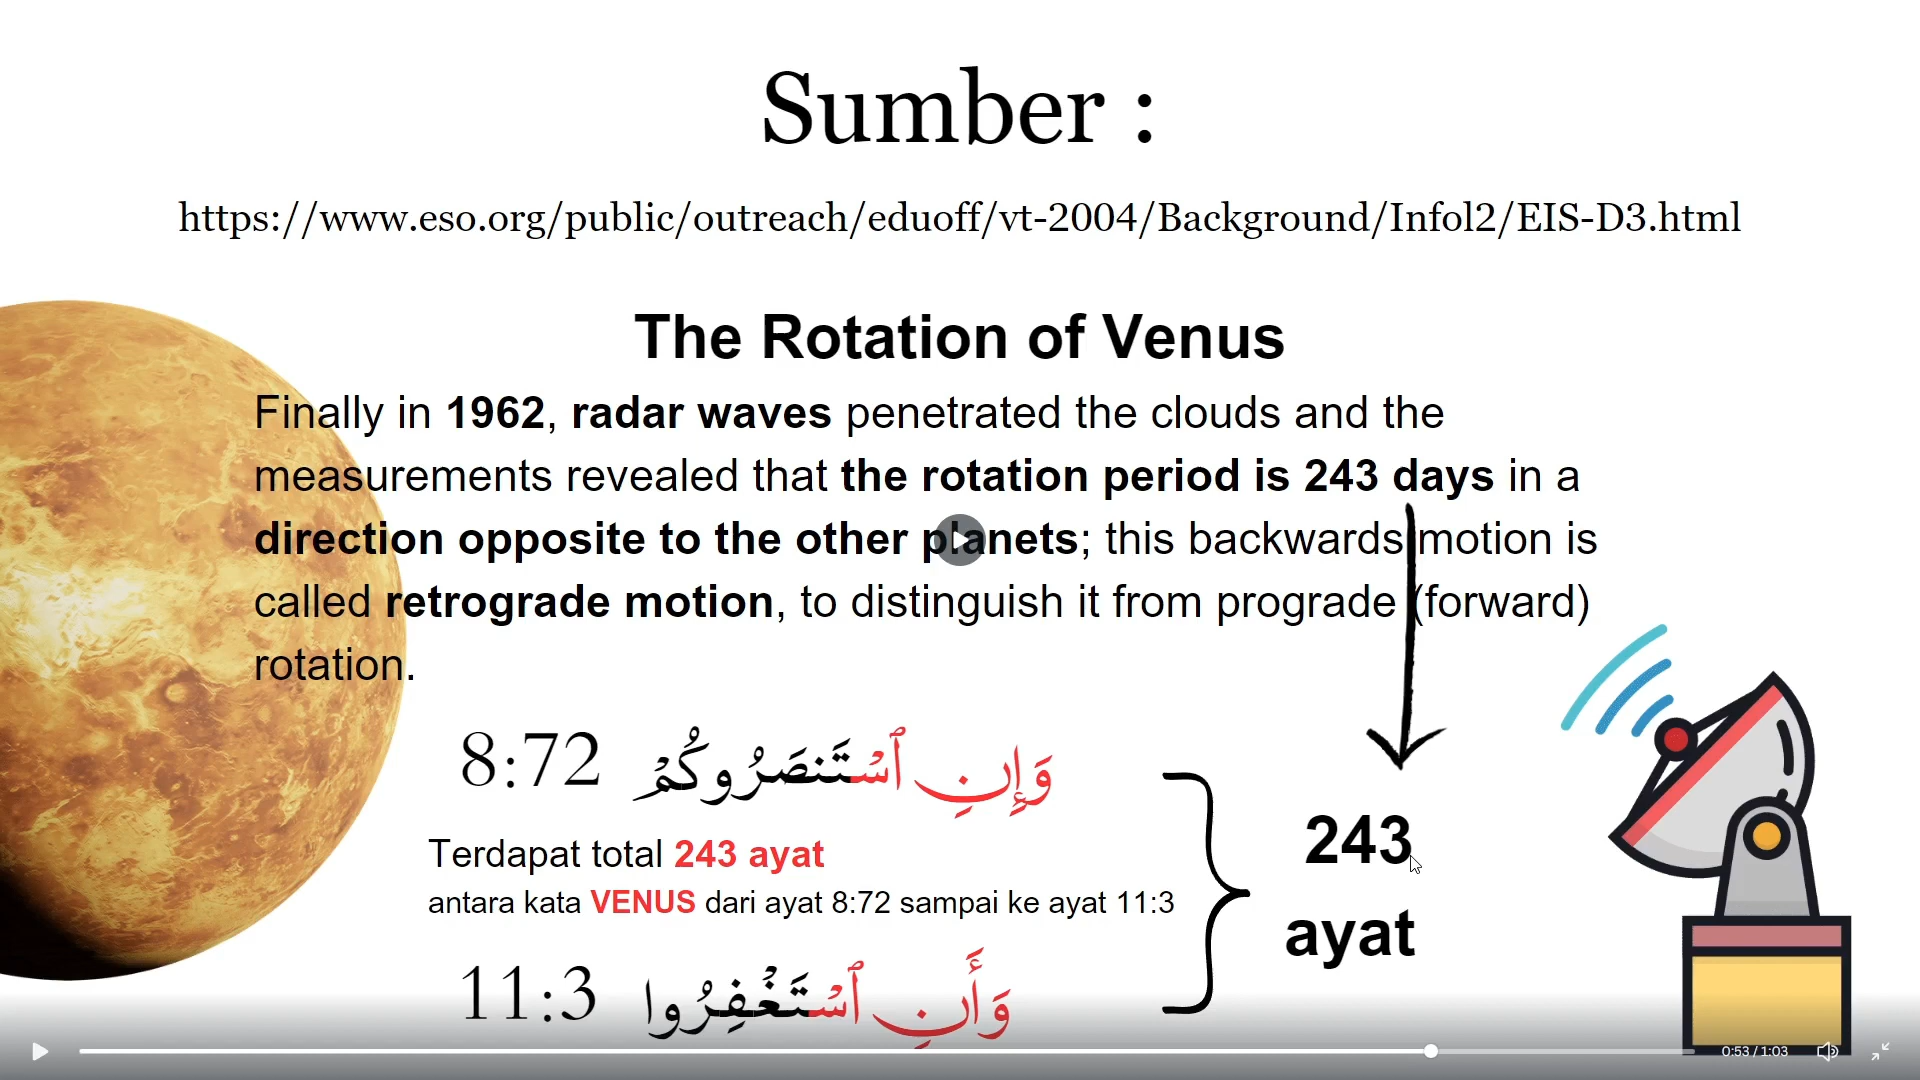 Sumber :
https://www.eso.org/public/outreach/eduoff/vt-2004/Background/Infol2/EIS-D3.html
The Rotation of Venus
Finally in 1962, radar waves penetrated the clouds and the
measurements revealed that the rotation period is 243 days in a
direction opposite to the other planets; this backwards motion is
called retrograde motion, to distinguish it from prograde (forward)
rotation.
8:72 وَإِنِ ٱسْتَنصَرُوكُمْ
Terdapat total 243 ayat
antara kata VENUS dari ayat 8:72 sampai ke ayat 11:3
11:3 وَأَنِ ٱسْتَغْفِرُوا
243
ayat
0:53 / 1:03